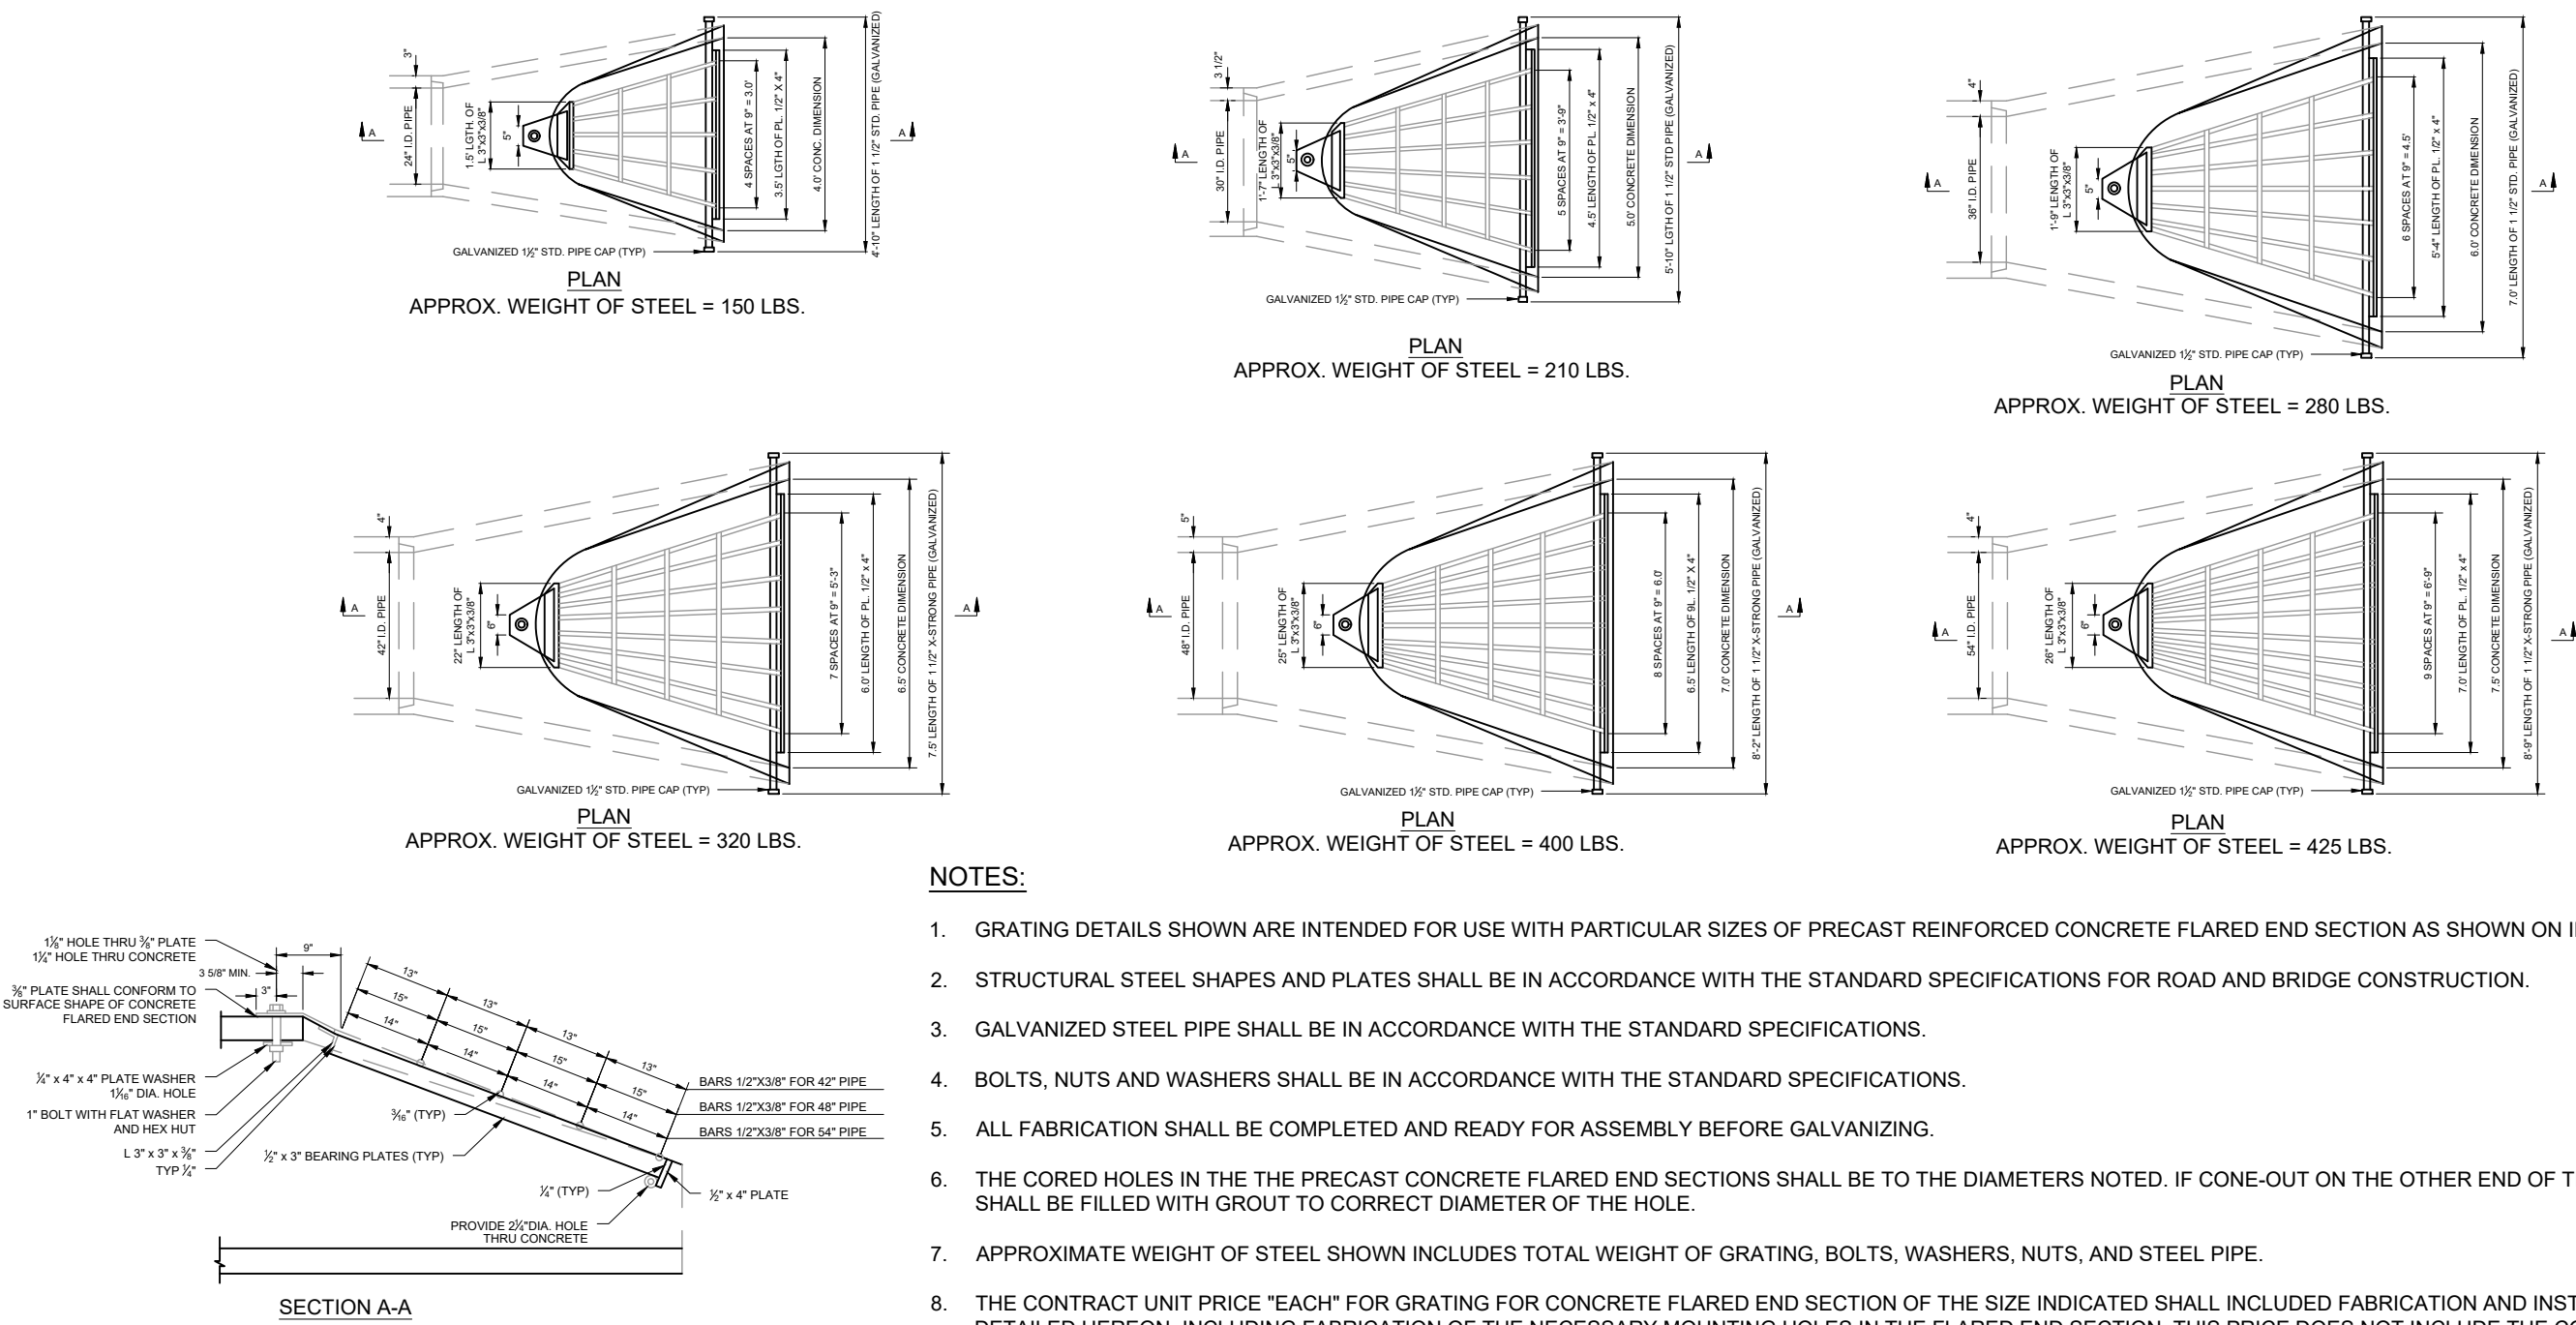 3"
24" I.D. PIPE
1.5' LGTH. OF
L 3"x3"x3/8"
5"
A
A
4 SPACES AT 9" = 3.0'
3.5' LGTH OF PL. 1/2" X 4"
4.0' CONC. DIMENSION
4'-10" LENGTH OF 1 1/2" STD. PIPE (GALVANIZED)
GALVANIZED 1½" STD. PIPE CAP (TYP)
PLAN
APPROX. WEIGHT OF STEEL = 150 LBS.
3 1/2"
30" I.D. PIPE
1'-7" LENGTH OF
L 3"x3"x3/8"
5"
A
A
5 SPACES AT 9" = 3'-9"
4.5' LENGTH OF PL. 1/2" x 4"
5.0' CONCRETE DIMENSION
5'-10" LGTH OF 1 1/2" STD PIPE (GALVANIZED)
GALVANIZED 1½" STD. PIPE CAP (TYP)
PLAN
APPROX. WEIGHT OF STEEL = 210 LBS.
4"
36" I.D. PIPE
1'-9" LENGTH OF
L 3"x3"x3/8"
5"
A
A
6 SPACES AT 9" = 4.5'
5'-4" LENGTH OF PL. 1/2" x 4"
6.0' CONCRETE DIMENSION
7.0' LENGTH OF 1 1/2" STD. PIPE (GALVANIZED)
GALVANIZED 1½" STD. PIPE CAP (TYP)
PLAN
APPROX. WEIGHT OF STEEL = 280 LBS.
4"
42" I.D. PIPE
22" LENGTH OF
L 3"x3"x3/8"
6"
A
A
7 SPACES AT 9" = 5'-3"
6.0' LENGTH OF PL. 1/2" x 4"
6.5' CONCRETE DIMENSION
7.5' LENGTH OF 1 1/2" X-STRONG PIPE (GALVANIZED)
GALVANIZED 1½" STD. PIPE CAP (TYP)
PLAN
APPROX. WEIGHT OF STEEL = 320 LBS.
5"
48" I.D. PIPE
25" LENGTH OF
L 3"x3"x3/8"
6"
A
A
8 SPACES AT 9" = 6.0'
6.5' LENGTH OF 9L. 1/2" X 4"
7.0' CONCRETE DIMENSION
8'-2" LENGTH OF 1 1/2" X-STRONG PIPE (GALVANIZED)
GALVANIZED 1½" STD. PIPE CAP (TYP)
PLAN
APPROX. WEIGHT OF STEEL = 400 LBS.
4"
54" I.D. PIPE
26" LENGTH OF
L 3"x3"x3/8"
6"
A
A
9 SPACES AT 9" = 6'-9"
7.0' LENGTH OF PL. 1/2" x 4"
7.5' CONCRETE DIMENSION
8'-9" LENGTH OF 1 1/2" X-STRONG PIPE (GALVANIZED)
GALVANIZED 1½" STD. PIPE CAP (TYP)
PLAN
APPROX. WEIGHT OF STEEL = 425 LBS.
1⅛" HOLE THRU ⅜" PLATE
1¼" HOLE THRU CONCRETE
⅜" PLATE SHALL CONFORM TO
SURFACE SHAPE OF CONCRETE
FLARED END SECTION
¼" x 4" x 4" PLATE WASHER
1 1/16" DIA. HOLE
1" BOLT WITH FLAT WASHER
AND HEX HUT
L 3" x 3" x ⅜"
TYP ¼"
9"
3 5/8" MIN.
3"
13" 13" 13" 13"
15" 15" 15" 15"
14" 14" 14" 14"
BARS 1/2"X3/8" FOR 42" PIPE
BARS 1/2"X3/8" FOR 48" PIPE
BARS 1/2"X3/8" FOR 54" PIPE
3/16" (TYP)
½" x 3" BEARING PLATES (TYP)
¼" (TYP)
½" x 4" PLATE
PROVIDE 2¼"DIA. HOLE
THRU CONCRETE
SECTION A-A
NOTES:
1. GRATING DETAILS SHOWN ARE INTENDED FOR USE WITH PARTICULAR SIZES OF PRECAST REINFORCED CONCRETE FLARED END SECTION AS SHOWN ON
2. STRUCTURAL STEEL SHAPES AND PLATES SHALL BE IN ACCORDANCE WITH THE STANDARD SPECIFICATIONS FOR ROAD AND BRIDGE CONSTRUCTION.
3. GALVANIZED STEEL PIPE SHALL BE IN ACCORDANCE WITH THE STANDARD SPECIFICATIONS.
4. BOLTS, NUTS AND WASHERS SHALL BE IN ACCORDANCE WITH THE STANDARD SPECIFICATIONS.
5. ALL FABRICATION SHALL BE COMPLETED AND READY FOR ASSEMBLY BEFORE GALVANIZING.
6. THE CORED HOLES IN THE THE PRECAST CONCRETE FLARED END SECTIONS SHALL BE TO THE DIAMETERS NOTED. IF CONE-OUT ON THE OTHER END OF
SHALL BE FILLED WITH GROUT TO CORRECT DIAMETER OF THE HOLE.
7. APPROXIMATE WEIGHT OF STEEL SHOWN INCLUDES TOTAL WEIGHT OF GRATING, BOLTS, WASHERS, NUTS, AND STEEL PIPE.
8. THE CONTRACT UNIT PRICE "EACH" FOR GRATING FOR CONCRETE FLARED END SECTION OF THE SIZE INDICATED SHALL INCLUDED FABRICATION AND
DETAILED HEREON, INCLUDING FABRICATION OF THE NECESSARY MOUNTING HOLES IN THE FLARED END SECTION. THIS PRICE DOES NOT INCLUDE THE